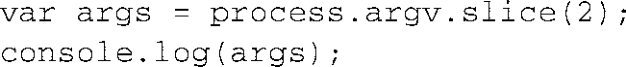 var args = process.argv.slice(2);
console.log(args);